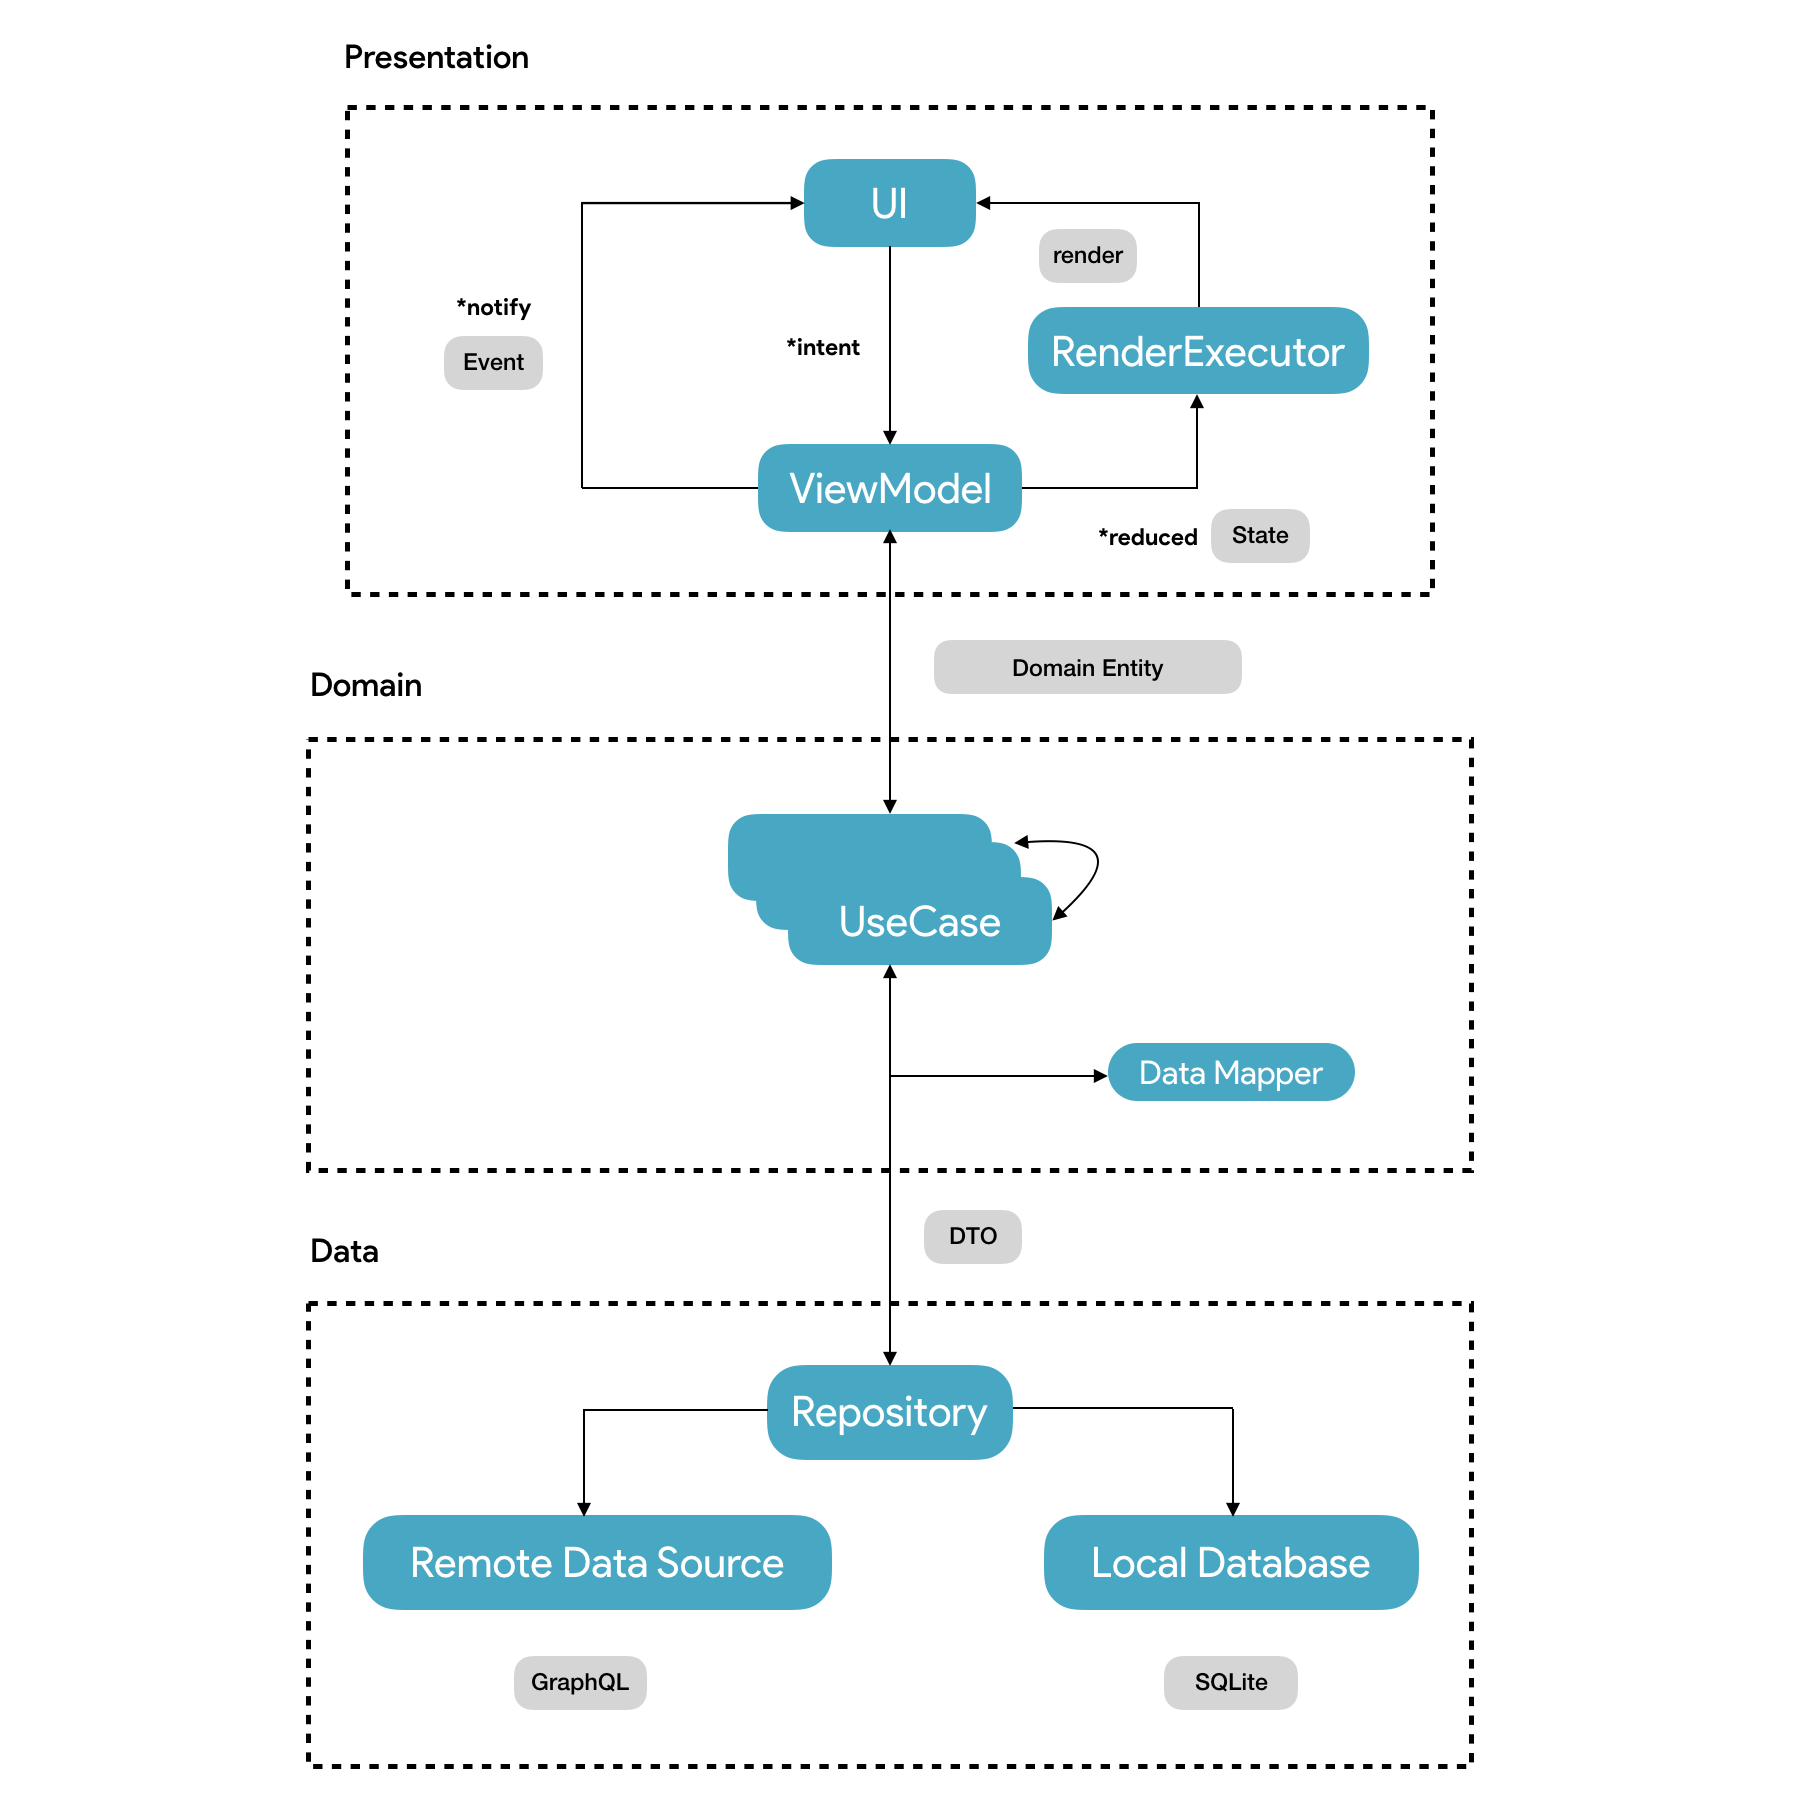 Presentation
UI
render
*notify
Event
*intent
RenderExecutor
ViewModel
*reduced
State
Domain Entity
Domain
UseCase
Data Mapper
DTO
Data
Repository
Remote Data Source
Local Database
GraphQL
SQLite